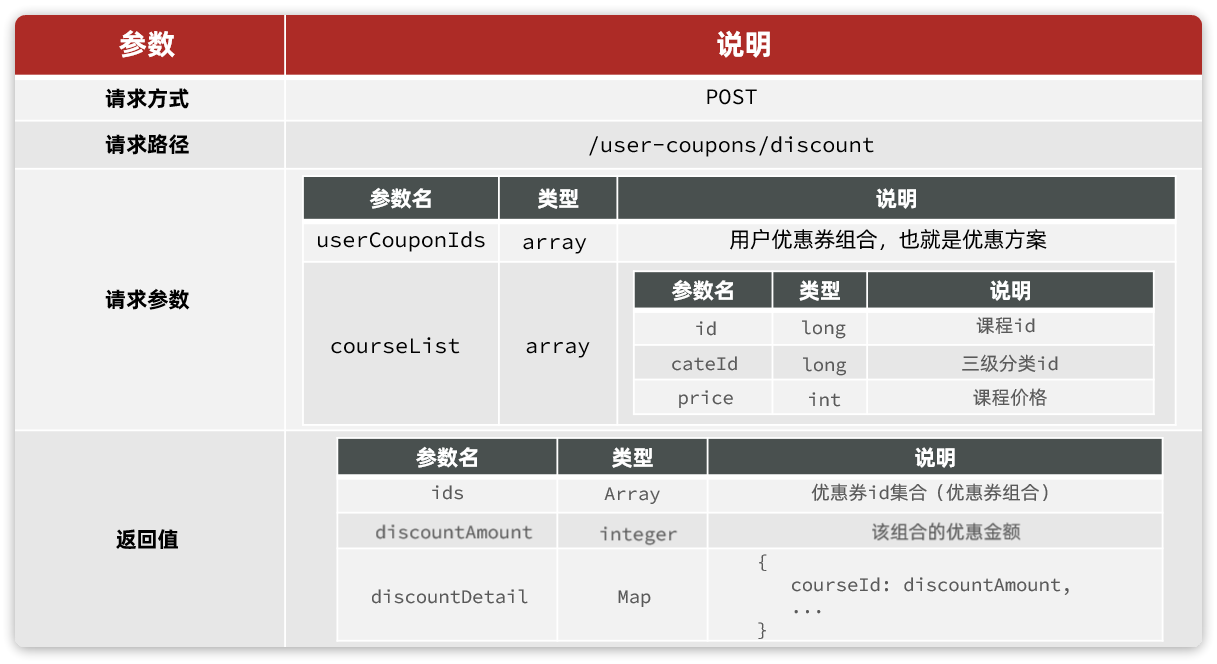 参数 说明
请求方式 POST
请求路径 /user-coupons/discount
请求参数
参数名 类型 说明
userCouponIds array 用户优惠券组合，也就是优惠方案
courseList array
参数名 类型 说明
id long 课程id
cateId long 三级分类id
price int 课程价格
返回值
参数名 类型 说明
ids Array 优惠券id集合（优惠券组合）
discountAmount integer 该组合的优惠金额
discountDetail Map
{
courseId: discountAmount,
...
}